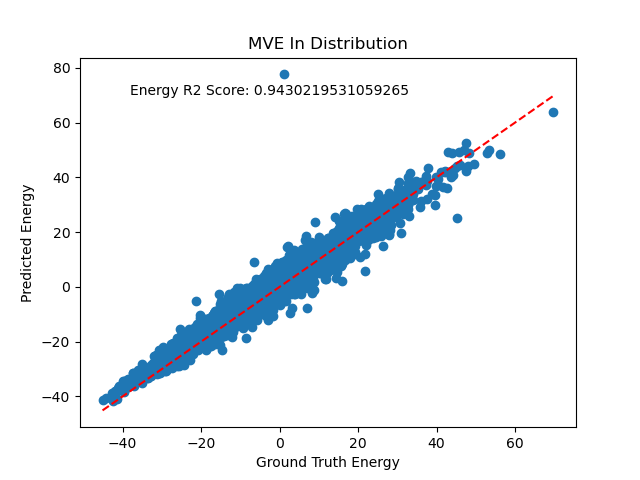 MVE In Distribution
Energy R2 Score: 0.9430219531059265
80
60
40
20
0
−20
−40
Predicted Energy
−40 −20 0 20 40 60
Ground Truth Energy